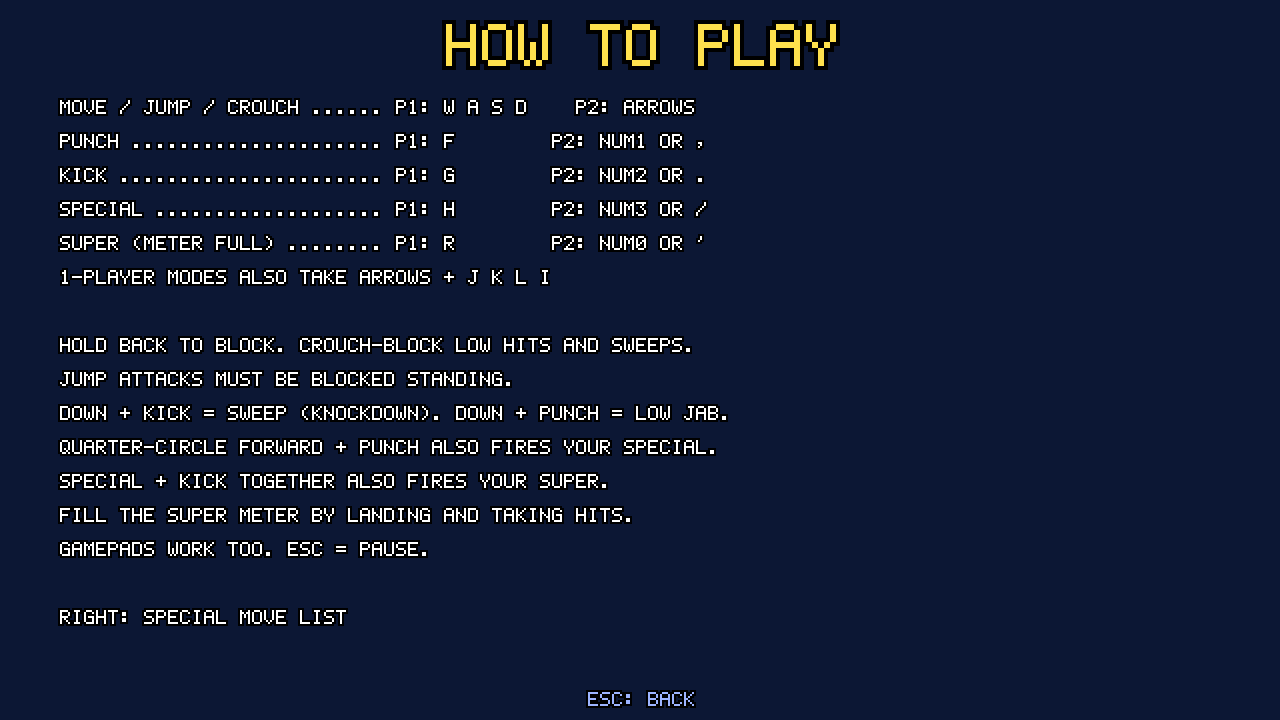 HOW TO PLAY
MOVE / JUMP / CROUCH ...... P1: W A S D    P2: ARROWS
PUNCH ..................... P1: F        P2: NUM1 OR ,
KICK ...................... P1: G        P2: NUM2 OR .
SPECIAL ................... P1: H        P2: NUM3 OR /
SUPER (METER FULL) ........ P1: R        P2: NUM0 OR '
1-PLAYER MODES ALSO TAKE ARROWS + J K L I
HOLD BACK TO BLOCK. CROUCH-BLOCK LOW HITS AND SWEEPS.
JUMP ATTACKS MUST BE BLOCKED STANDING.
DOWN + KICK = SWEEP (KNOCKDOWN). DOWN + PUNCH = LOW JAB.
QUARTER-CIRCLE FORWARD + PUNCH ALSO FIRES YOUR SPECIAL.
SPECIAL + KICK TOGETHER ALSO FIRES YOUR SUPER.
FILL THE SUPER METER BY LANDING AND TAKING HITS.
GAMEPADS WORK TOO. ESC = PAUSE.
RIGHT: SPECIAL MOVE LIST
ESC: BACK